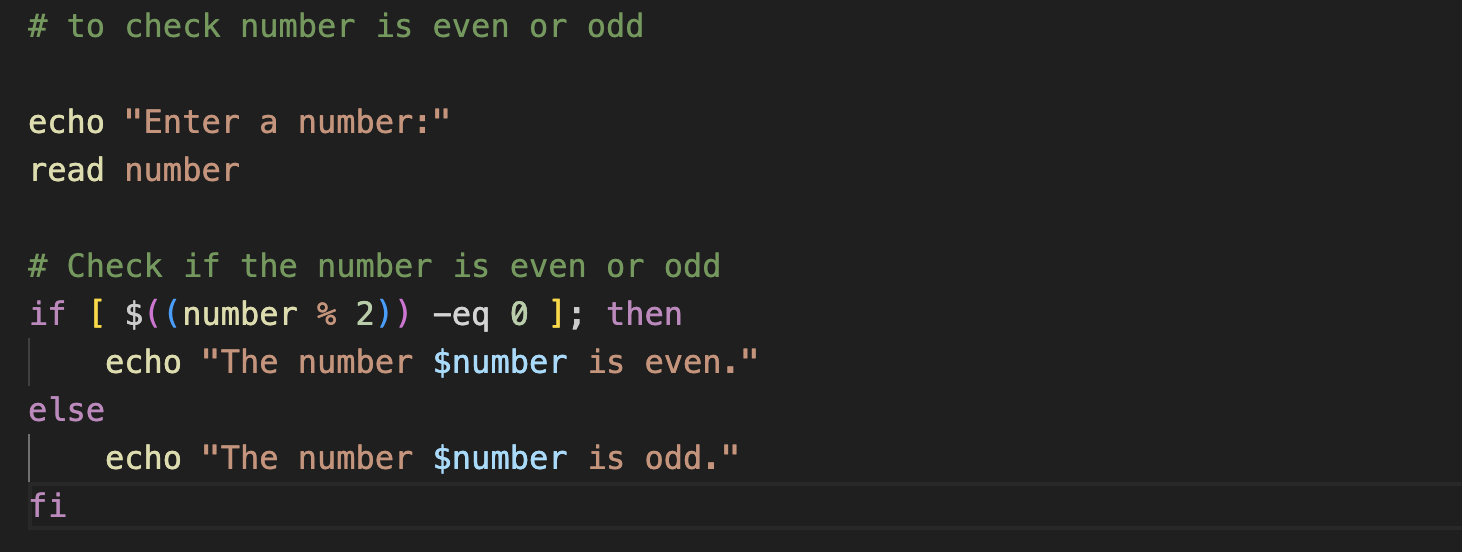 # to check number is even or odd
echo "Enter a number:"
read number
# Check if the number is even or odd
if [ $((number % 2)) -eq 0 ]; then
    echo "The number $number is even."
else
    echo "The number $number is odd."
fi